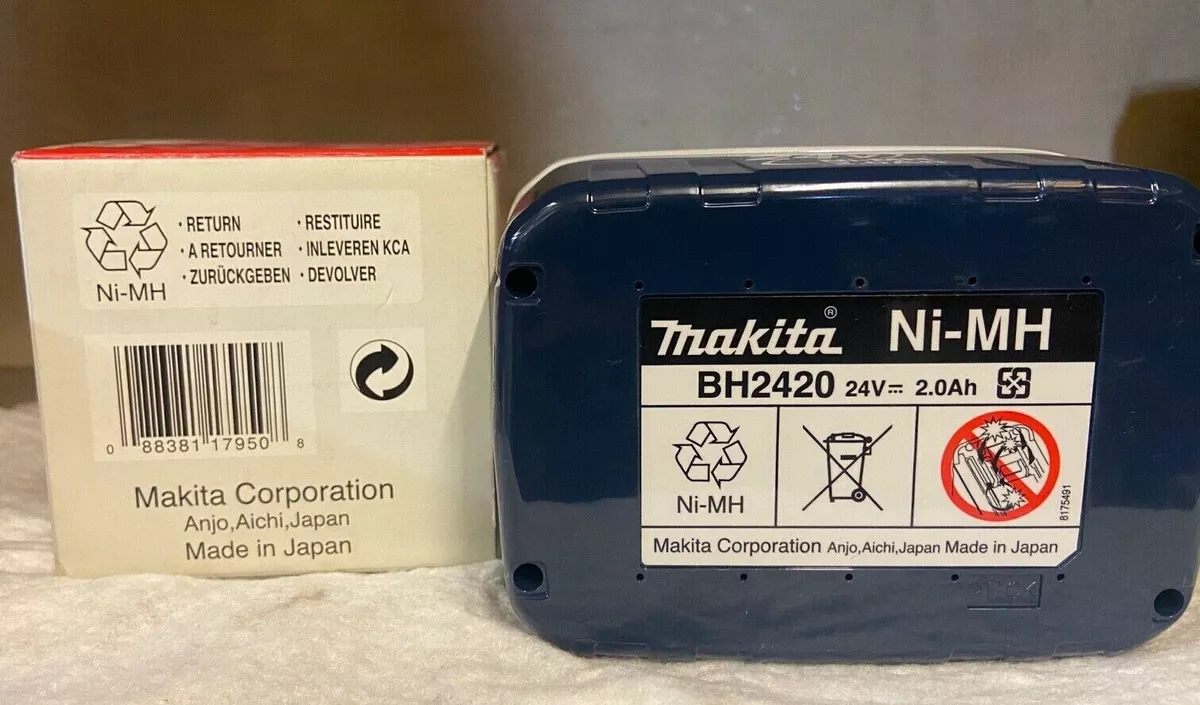 · RETURN · RESTITUIRE
· A RETOURNER · INLEVEREN KCA
· ZURÜCKGEBEN · DEVOLVER
Ni-MH
0 88381 17950 8
Makita Corporation
Anjo,Aichi,Japan
Made in Japan
makita® Ni-MH
BH2420 24V⎓ 2.0Ah
Ni-MH
8175491
Makita Corporation Anjo,Aichi,Japan Made in Japan